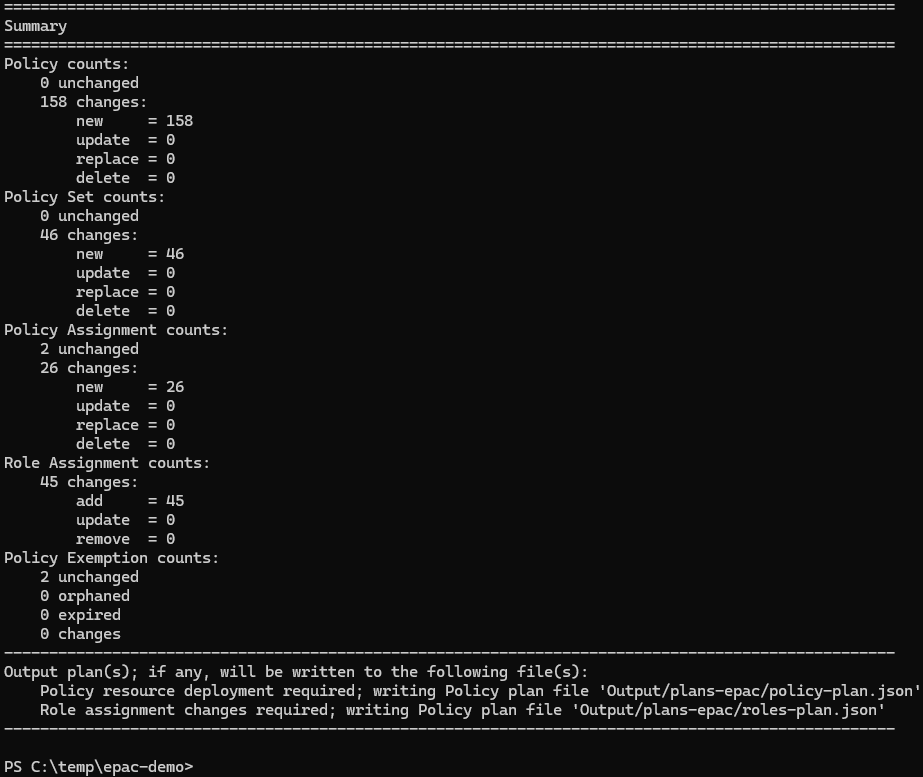 ===================================================================================================
Summary
===================================================================================================
Policy counts:
    0 unchanged
    158 changes:
        new     = 158
        update  = 0
        replace = 0
        delete  = 0
Policy Set counts:
    0 unchanged
    46 changes:
        new     = 46
        update  = 0
        replace = 0
        delete  = 0
Policy Assignment counts:
    2 unchanged
    26 changes:
        new     = 26
        update  = 0
        replace = 0
        delete  = 0
Role Assignment counts:
    45 changes:
        add     = 45
        update  = 0
        remove  = 0
Policy Exemption counts:
    2 unchanged
    0 orphaned
    0 expired
    0 changes
---------------------------------------------------------------------------------------------------
Output plan(s); if any, will be written to the following file(s):
    Policy resource deployment required; writing Policy plan file 'Output/plans-epac/policy-plan.json'
    Role assignment changes required; writing Policy plan file 'Output/plans-epac/roles-plan.json'
---------------------------------------------------------------------------------------------------
PS C:\temp\epac-demo>